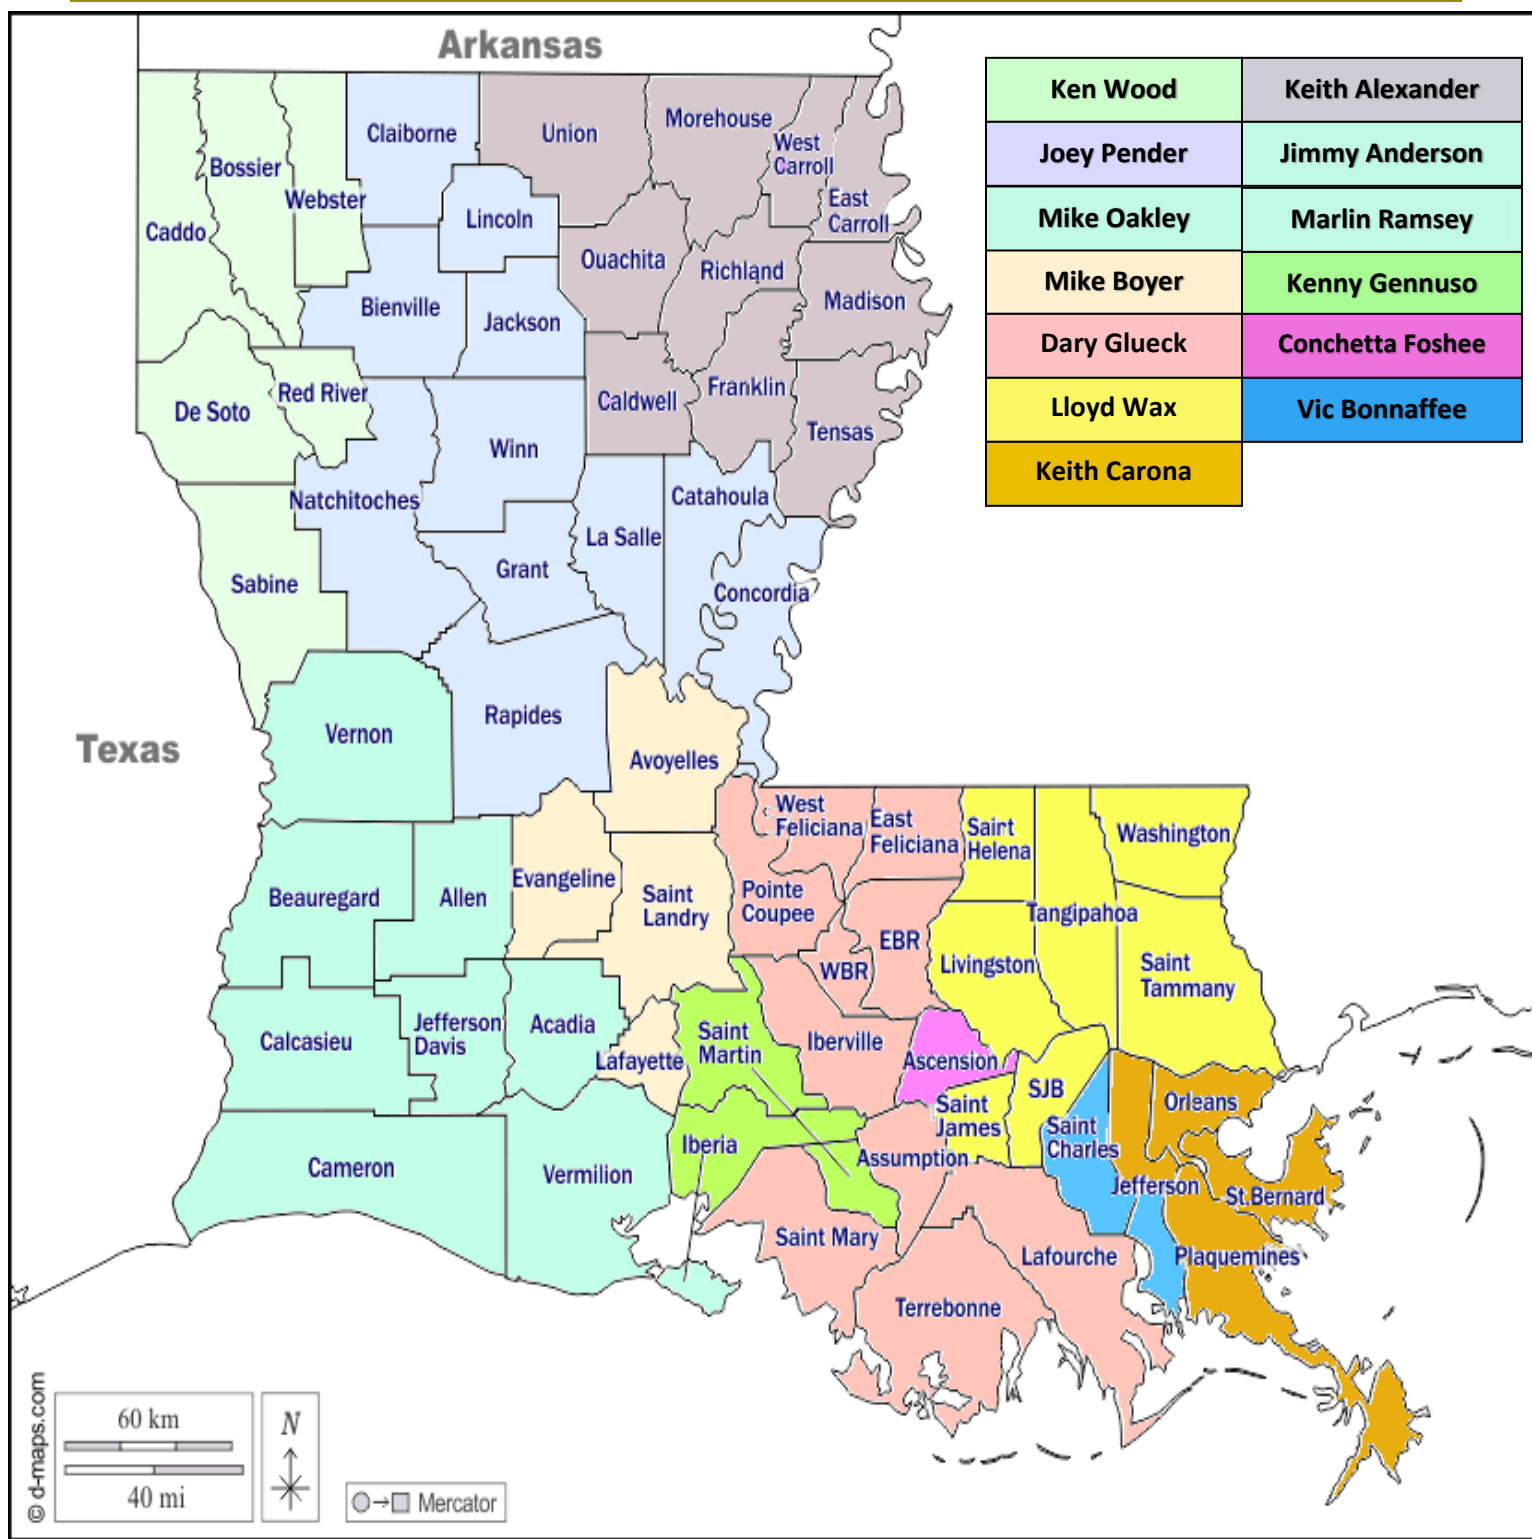 Arkansas
Ken Wood
Keith Alexander
Joey Pender
Jimmy Anderson
Mike Oakley
Marlin Ramsey
Mike Boyer
Kenny Gennuso
Dary Glueck
Conchetta Foshee
Lloyd Wax
Vic Bonnaffee
Keith Carona
Claiborne
Union
Morehouse
West
Carroll
East
Carroll
Bossier
Webster
Caddo
Lincoln
Ouachita
Richland
Madison
Bienville
Jackson
Red River
De Soto
Caldwell
Franklin
Tensas
Winn
Natchitoches
La Salle
Catahoula
Grant
Sabine
Concordia
Texas
Vernon
Rapides
Avoyelles
West
Feliciana
East
Feliciana
Saint
Helena
Washington
Beauregard
Allen
Evangeline
Saint
Landry
Pointe
Coupee
Tangipahoa
EBR
WBR
Livingston
Saint
Tammany
Calcasieu
Jefferson
Davis
Acadia
Lafayette
Saint
Martin
Iberville
Ascension
SJB
Orleans
Saint
James
Saint
Charles
Cameron
Vermilion
Iberia
Assumption
Jefferson
St.Bernard
Saint Mary
Lafourche
Plaquemines
Terrebonne
© d-maps.com
60 km
40 mi
N
Mercator